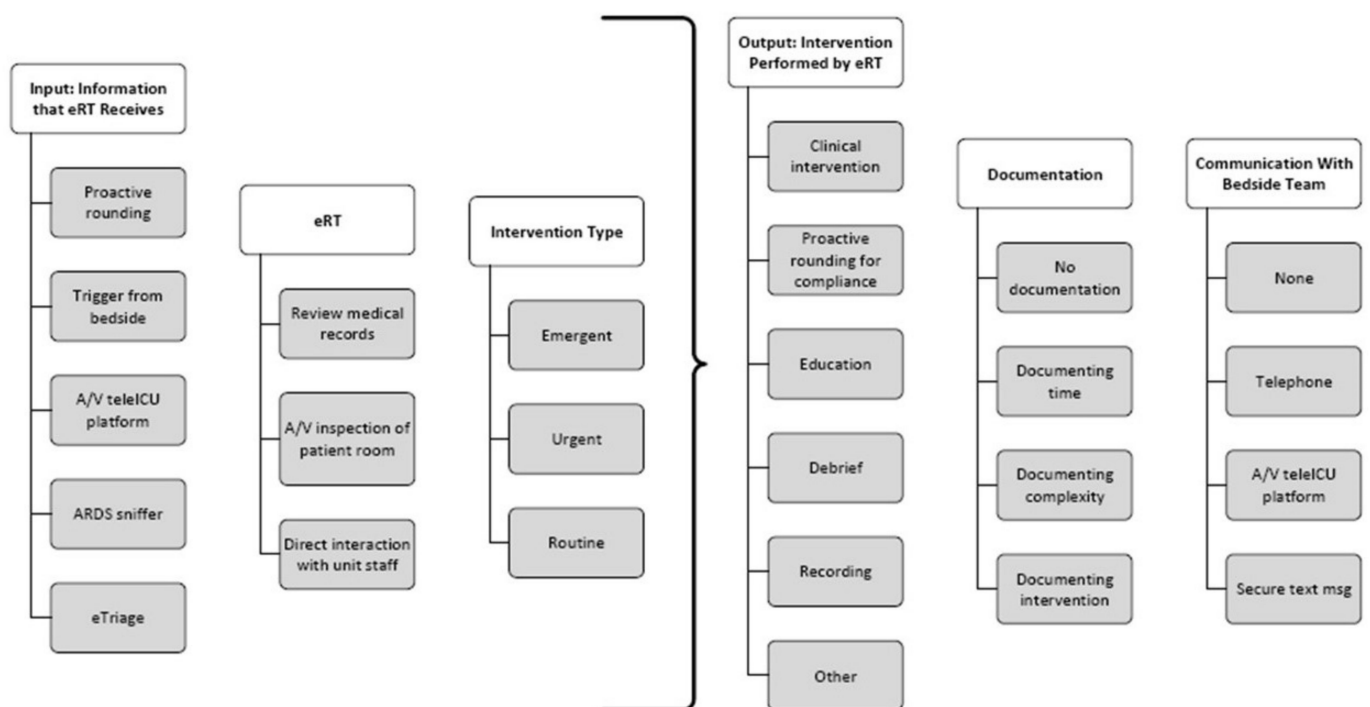 Input: Information
that eRT Receives
Proactive
rounding
Trigger from
bedside
A/V teleICU
platform
ARDS sniffer
eTriage
eRT
Review medical
records
A/V inspection of
patient room
Direct interaction
with unit staff
Intervention Type
Emergent
Urgent
Routine
Output: Intervention
Performed by eRT
Clinical
intervention
Proactive
rounding for
compliance
Education
Debrief
Recording
Other
Documentation
No
documentation
Documenting
time
Documenting
complexity
Documenting
intervention
Communication With
Bedside Team
None
Telephone
A/V teleICU
platform
Secure text msg